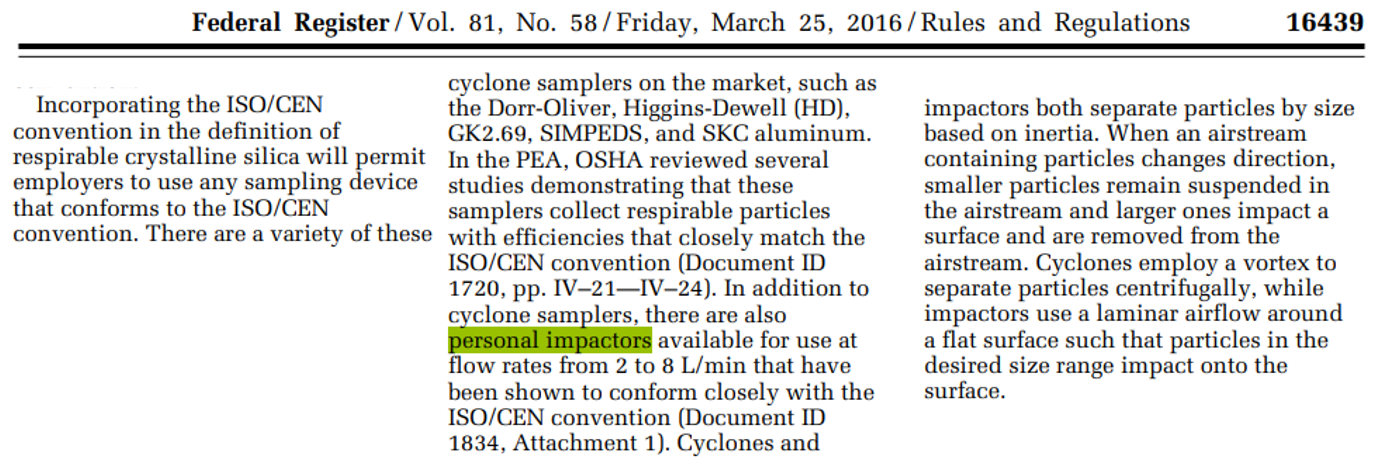 Federal Register / Vol. 81, No. 58 / Friday, March 25, 2016 / Rules and Regulations 16439
Incorporating the ISO/CEN
convention in the definition of
respirable crystalline silica will permit
employers to use any sampling device
that conforms to the ISO/CEN
convention. There are a variety of these
cyclone samplers on the market, such as
the Dorr-Oliver, Higgins-Dewell (HD),
GK2.69, SIMPEDS, and SKC aluminum.
In the PEA, OSHA reviewed several
studies demonstrating that these
samplers collect respirable particles
with efficiencies that closely match the
ISO/CEN convention (Document ID
1720, pp. IV–21—IV–24). In addition to
cyclone samplers, there are also
personal impactors available for use at
flow rates from 2 to 8 L/min that have
been shown to conform closely with the
ISO/CEN convention (Document ID
1834, Attachment 1). Cyclones and
impactors both separate particles by size
based on inertia. When an airstream
containing particles changes direction,
smaller particles remain suspended in
the airstream and larger ones impact a
surface and are removed from the
airstream. Cyclones employ a vortex to
separate particles centrifugally, while
impactors use a laminar airflow around
a flat surface such that particles in the
desired size range impact onto the
surface.